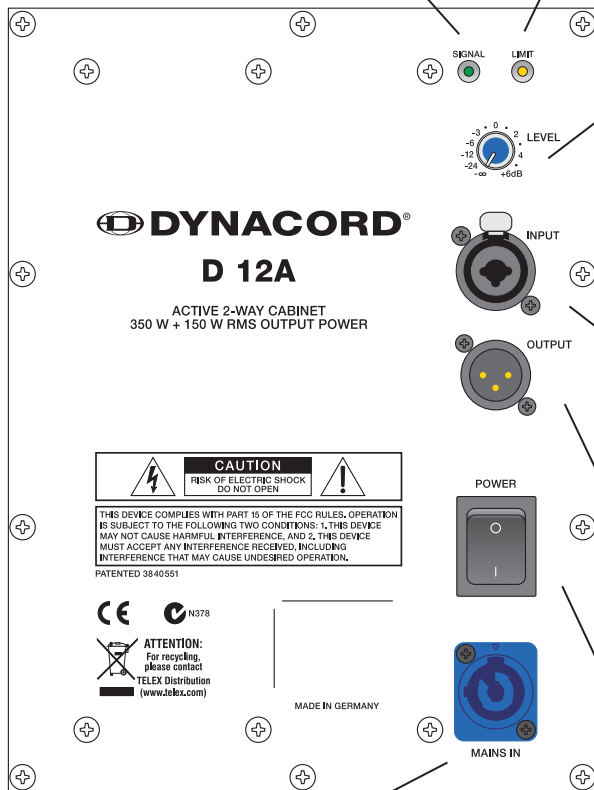 SIGNAL
LIMIT
-3 0 2
-6 LEVEL
-12 4
-24
-∞ +6dB
DYNACORD®
INPUT
D 12A
ACTIVE 2-WAY CABINET
350 W + 150 W RMS OUTPUT POWER
OUTPUT
CAUTION
RISK OF ELECTRIC SHOCK
DO NOT OPEN
POWER
O
I
THIS DEVICE COMPLIES WITH PART 15 OF THE FCC RULES. OPERATION
IS SUBJECT TO THE FOLLOWING TWO CONDITIONS: 1. THIS DEVICE
MAY NOT CAUSE HARMFUL INTERFERENCE, AND 2. THIS DEVICE
MUST ACCEPT ANY INTERFERENCE RECEIVED, INCLUDING
INTERFERENCE THAT MAY CAUSE UNDESIRED OPERATION.
PATENTED 3840551
CE N378
ATTENTION:
For recycling,
please contact
TELEX Distribution
(www.telex.com)
MADE IN GERMANY
MAINS IN